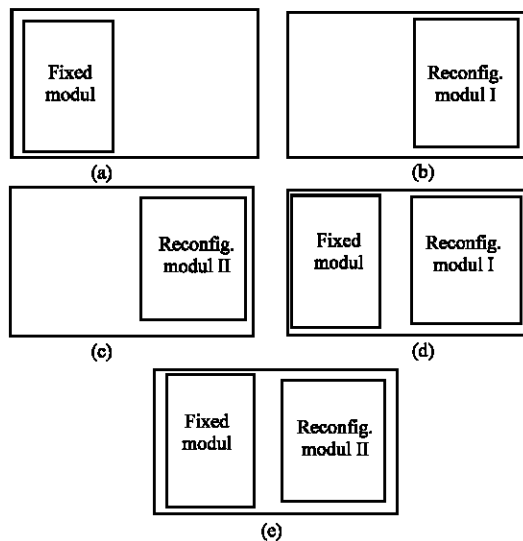 Fixed
modul
(a)
Reconfig.
modul I
(b)
Reconfig.
modul II
(c)
Fixed
modul
Reconfig.
modul I
(d)
Fixed
modul
Reconfig.
modul II
(e)